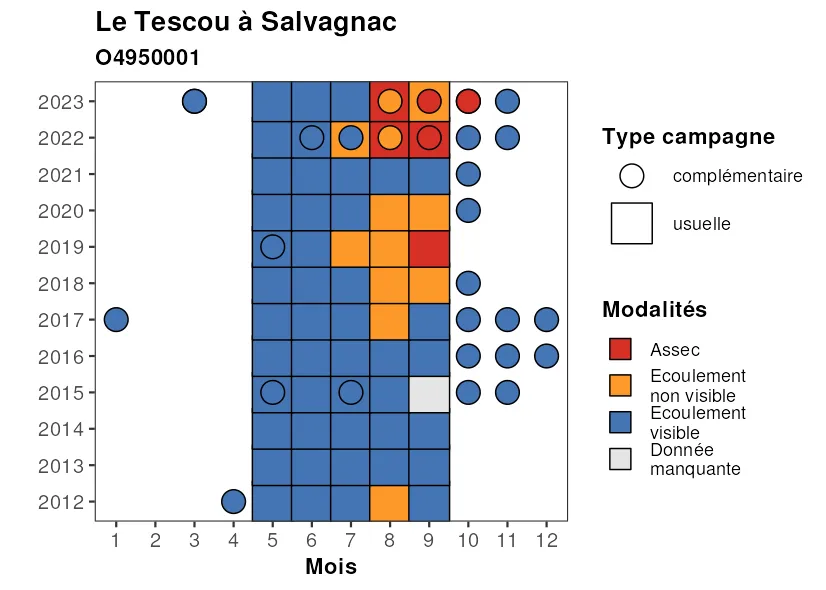 Le Tescou à Salvagnac
O4950001
2023
2022
2021
2020
2019
2018
2017
2016
2015
2014
2013
2012
1 2 3 4 5 6 7 8 9 10 11 12
Mois
Type campagne
complémentaire
usuelle
Modalités
Assec
Ecoulement
non visible
Ecoulement
visible
Donnée
manquante